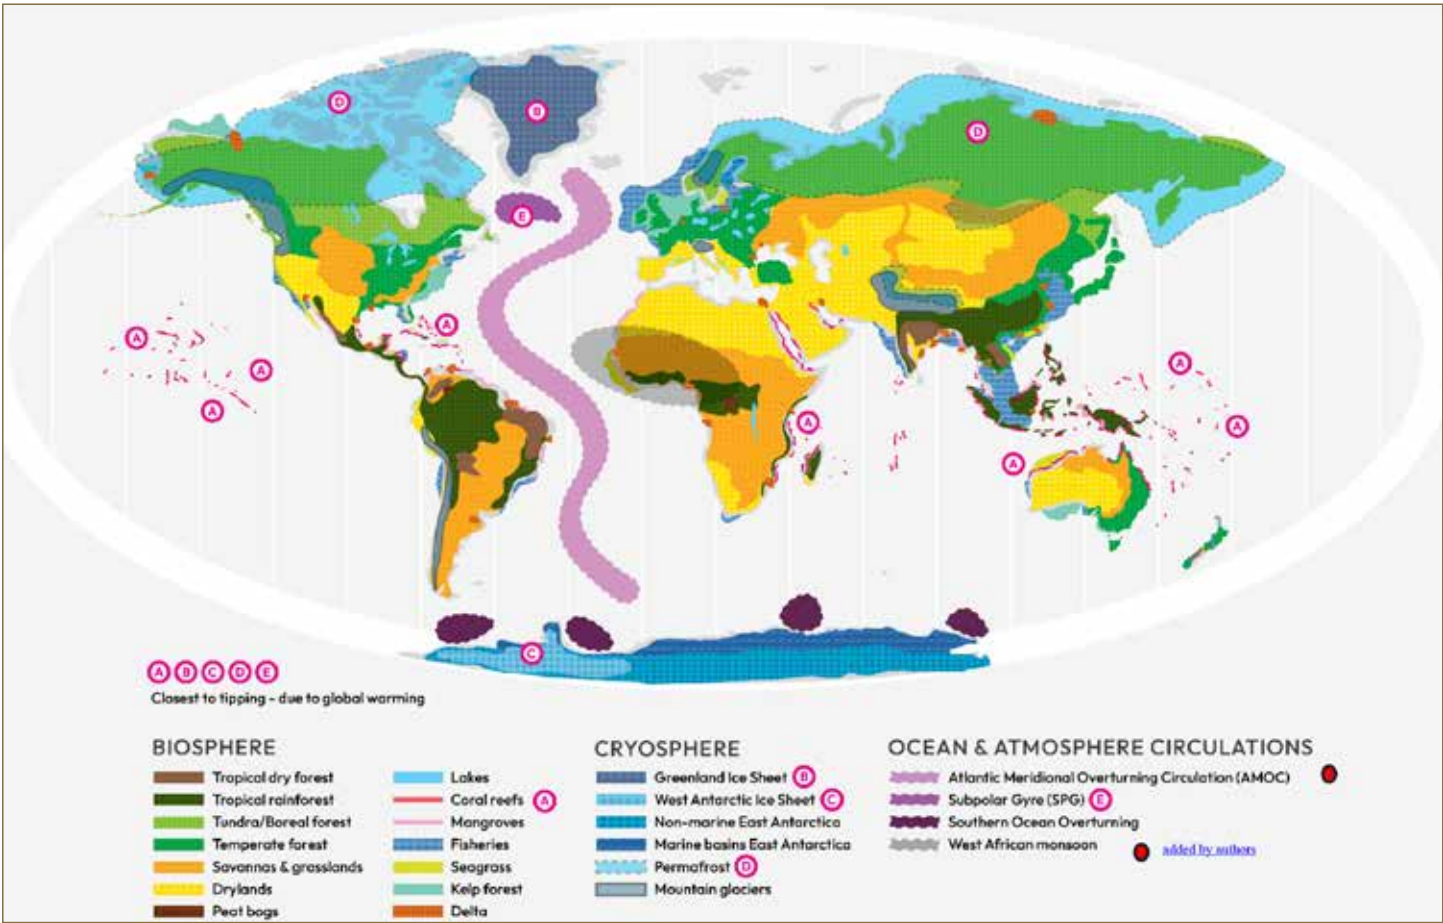 D
B
D
E
A
A
A
A
A
A
A
A
C
A B C D E
Closest to tipping - due to global warming
BIOSPHERE
Tropical dry forest
Tropical rainforest
Tundra/Boreal forest
Temperate forest
Savannas & grasslands
Drylands
Peat bogs
Lakes
Coral reefs A
Mangroves
Fisheries
Seagrass
Kelp forest
Delta
CRYOSPHERE
Greenland Ice Sheet B
West Antarctic Ice Sheet C
Non-marine East Antarctica
Marine basins East Antarctica
Permafrost D
Mountain glaciers
OCEAN & ATMOSPHERE CIRCULATIONS
Atlantic Meridional Overturning Circulation (AMOC)
Subpolar Gyre (SPG) E
Southern Ocean Overturning
West African monsoon
added by authors